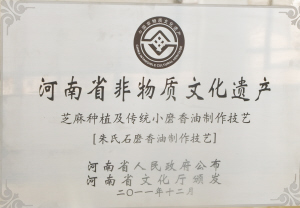 河南省非物质文化遗产
芝麻种植及传统小磨香油制作技艺
[朱氏石磨香油制作技艺]
河南省人民政府公布
河南省文化厅颁发
二〇一一年十二月